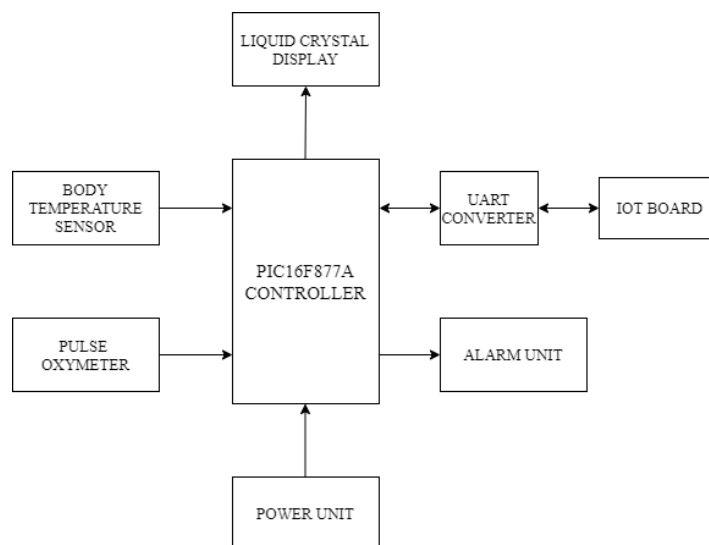 LIQUID CRYSTAL
DISPLAY
BODY
TEMPERATURE
SENSOR
UART
CONVERTER
IOT BOARD
PIC16F877A
CONTROLLER
PULSE
OXYMETER
ALARM UNIT
POWER UNIT